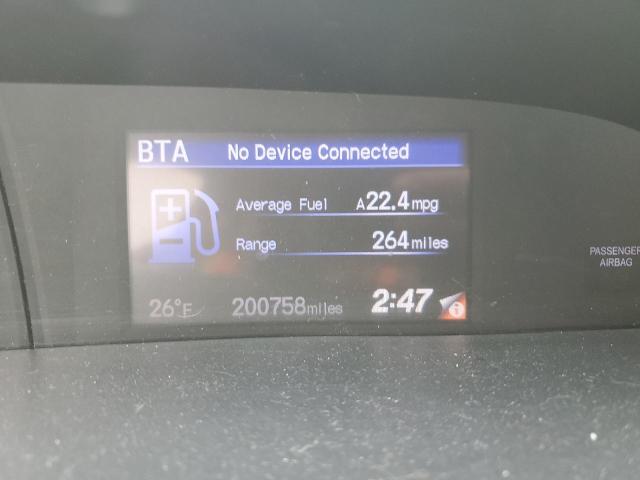 BTA No Device Connected
Average Fuel A22.4mpg
Range 264miles
PASSENGER
AIRBAG
26°F 200758miles 2:47 i